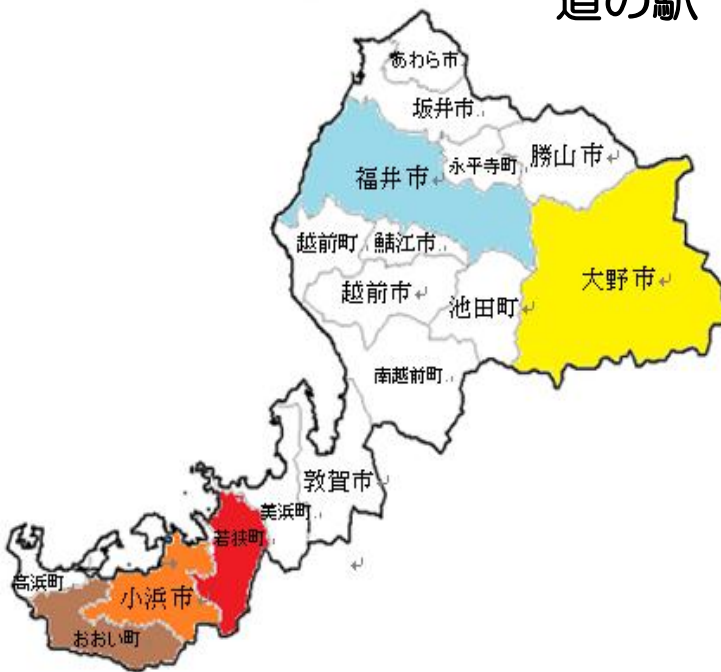 道の駅
あわら市
坂井市
永平寺町
勝山市
福井市
越前町
鯖江市
大野市
越前市
池田町
南越前町
敦賀市
美浜町
若狭町
高浜町
小浜市
おおい町